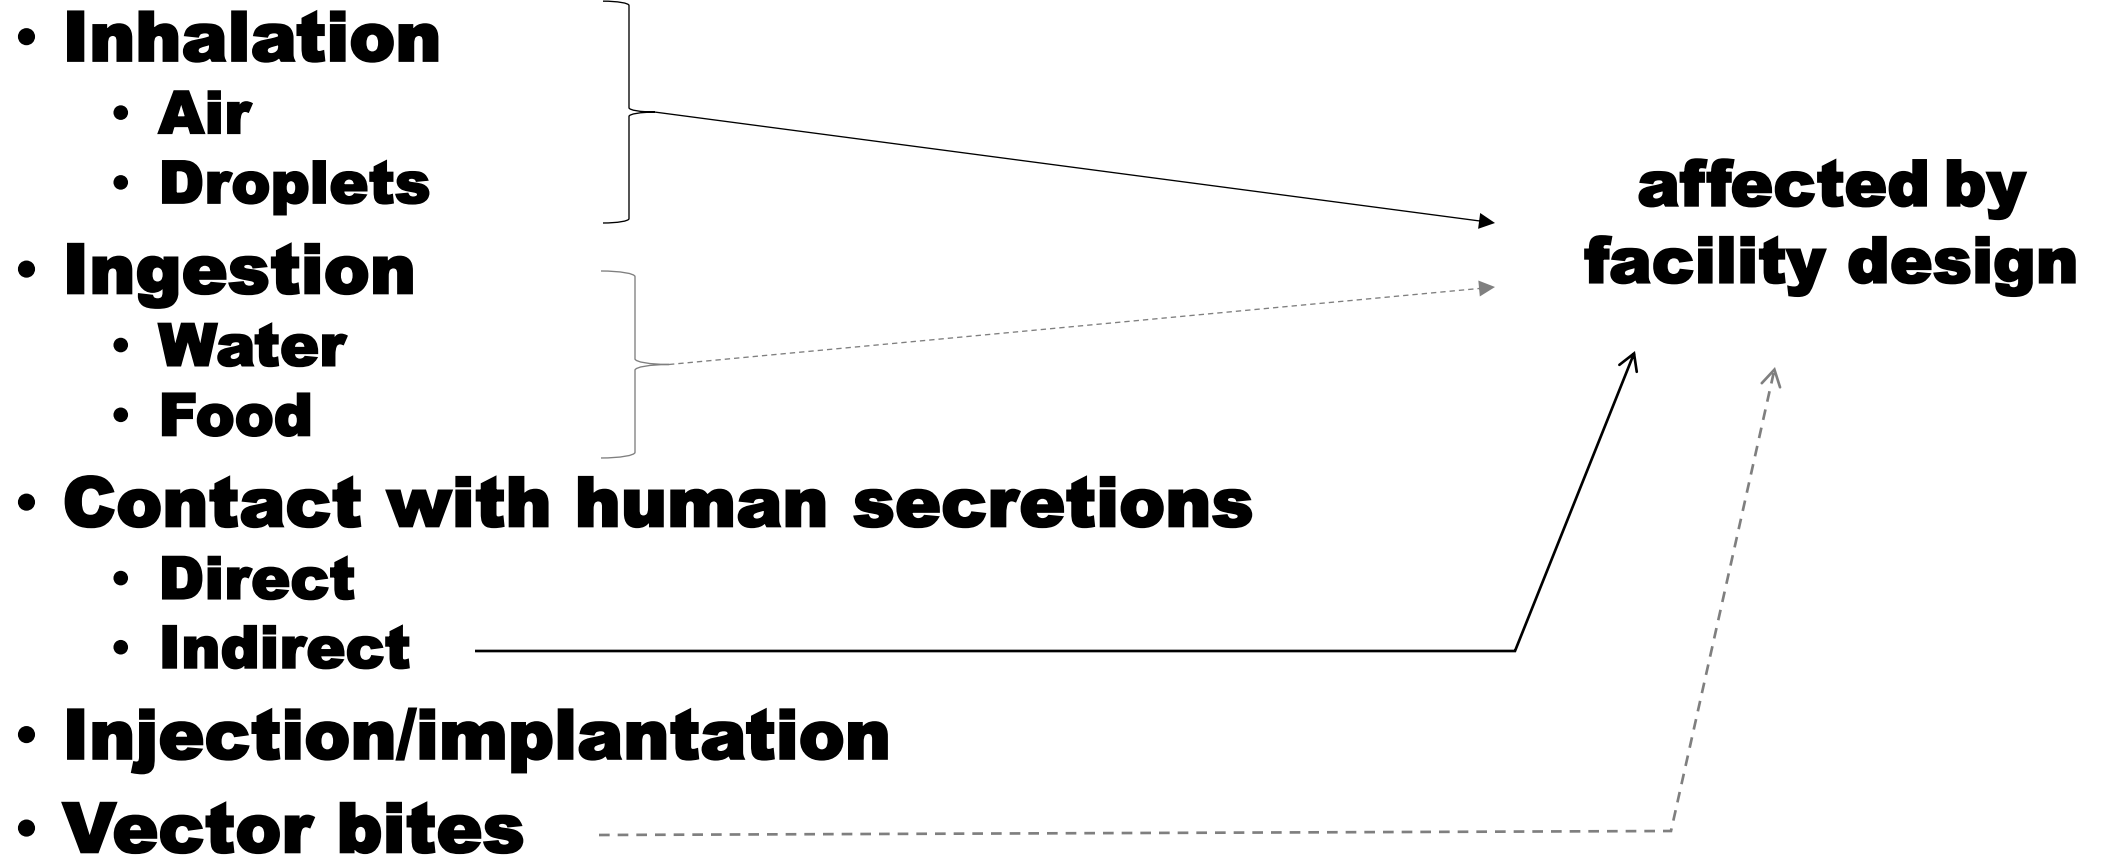 • Inhalation
• Air
• Droplets
• Ingestion
• Water
• Food
• Contact with human secretions
• Direct
• Indirect
• Injection/implantation
• Vector bites
affected by
facility design